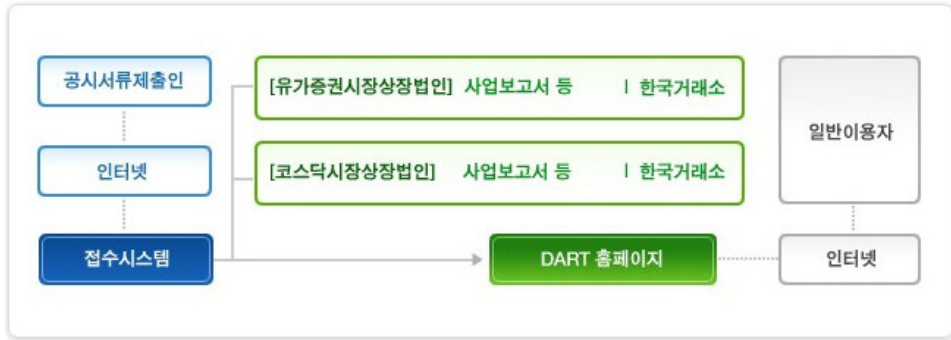 공시서류제출인
인터넷
접수시스템
[유가증권시장상장법인] 사업보고서 등 | 한국거래소
[코스닥시장상장법인] 사업보고서 등 | 한국거래소
DART 홈페이지
일반이용자
인터넷